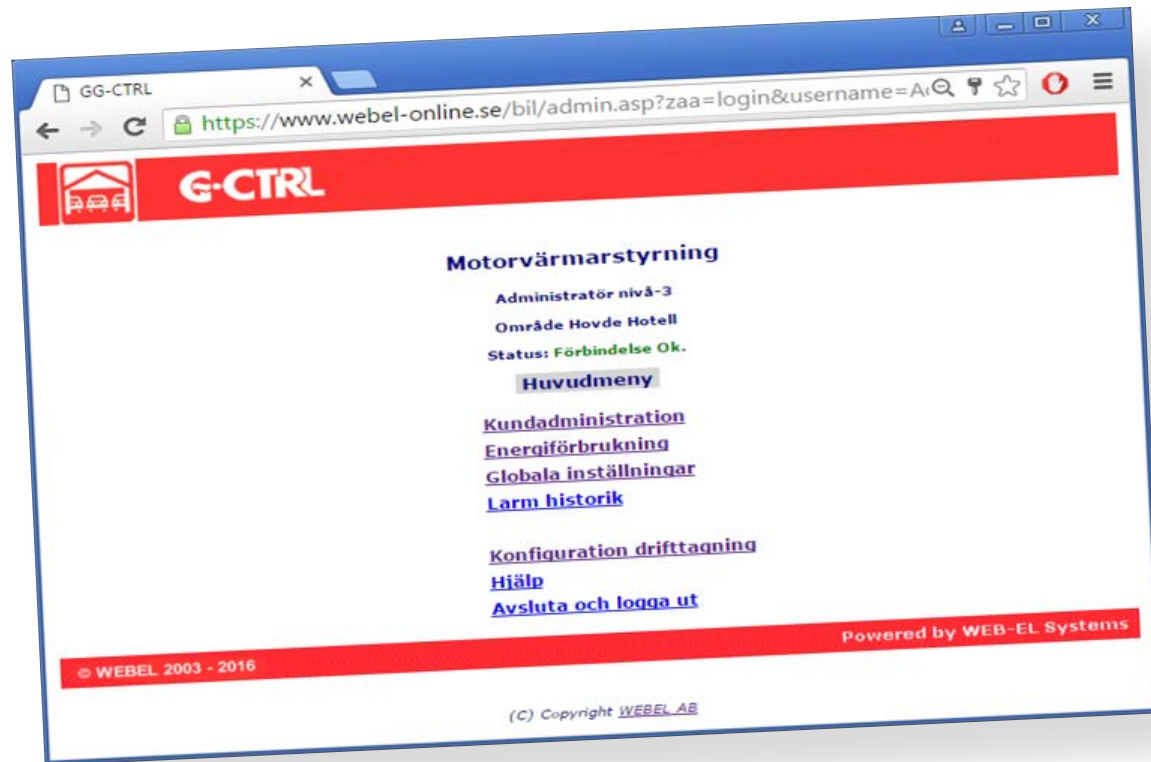 GG-CTRL
https://www.webel-online.se/bil/admin.asp?zaa=login&username=A
G-CTRL
Motorvärmarstyrning
Administratör nivå-3
Område Hovde Hotell
Status: Förbindelse Ok.
Huvudmeny
Kundadministration
Energiförbrukning
Globala inställningar
Larm historik
Konfiguration drifttagning
Hjälp
Avsluta och logga ut
© WEBEL 2003 - 2016
Powered by WEB-EL Systems
(C) Copyright WEBEL AB